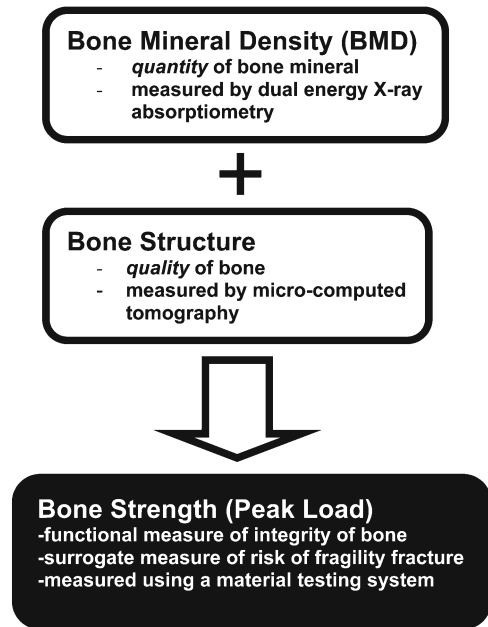 Bone Mineral Density (BMD)
- quantity of bone mineral
- measured by dual energy X-ray
absorptiometry
+
Bone Structure
- quality of bone
- measured by micro-computed
tomography
Bone Strength (Peak Load)
-functional measure of integrity of bone
-surrogate measure of risk of fragility fracture
-measured using a material testing system